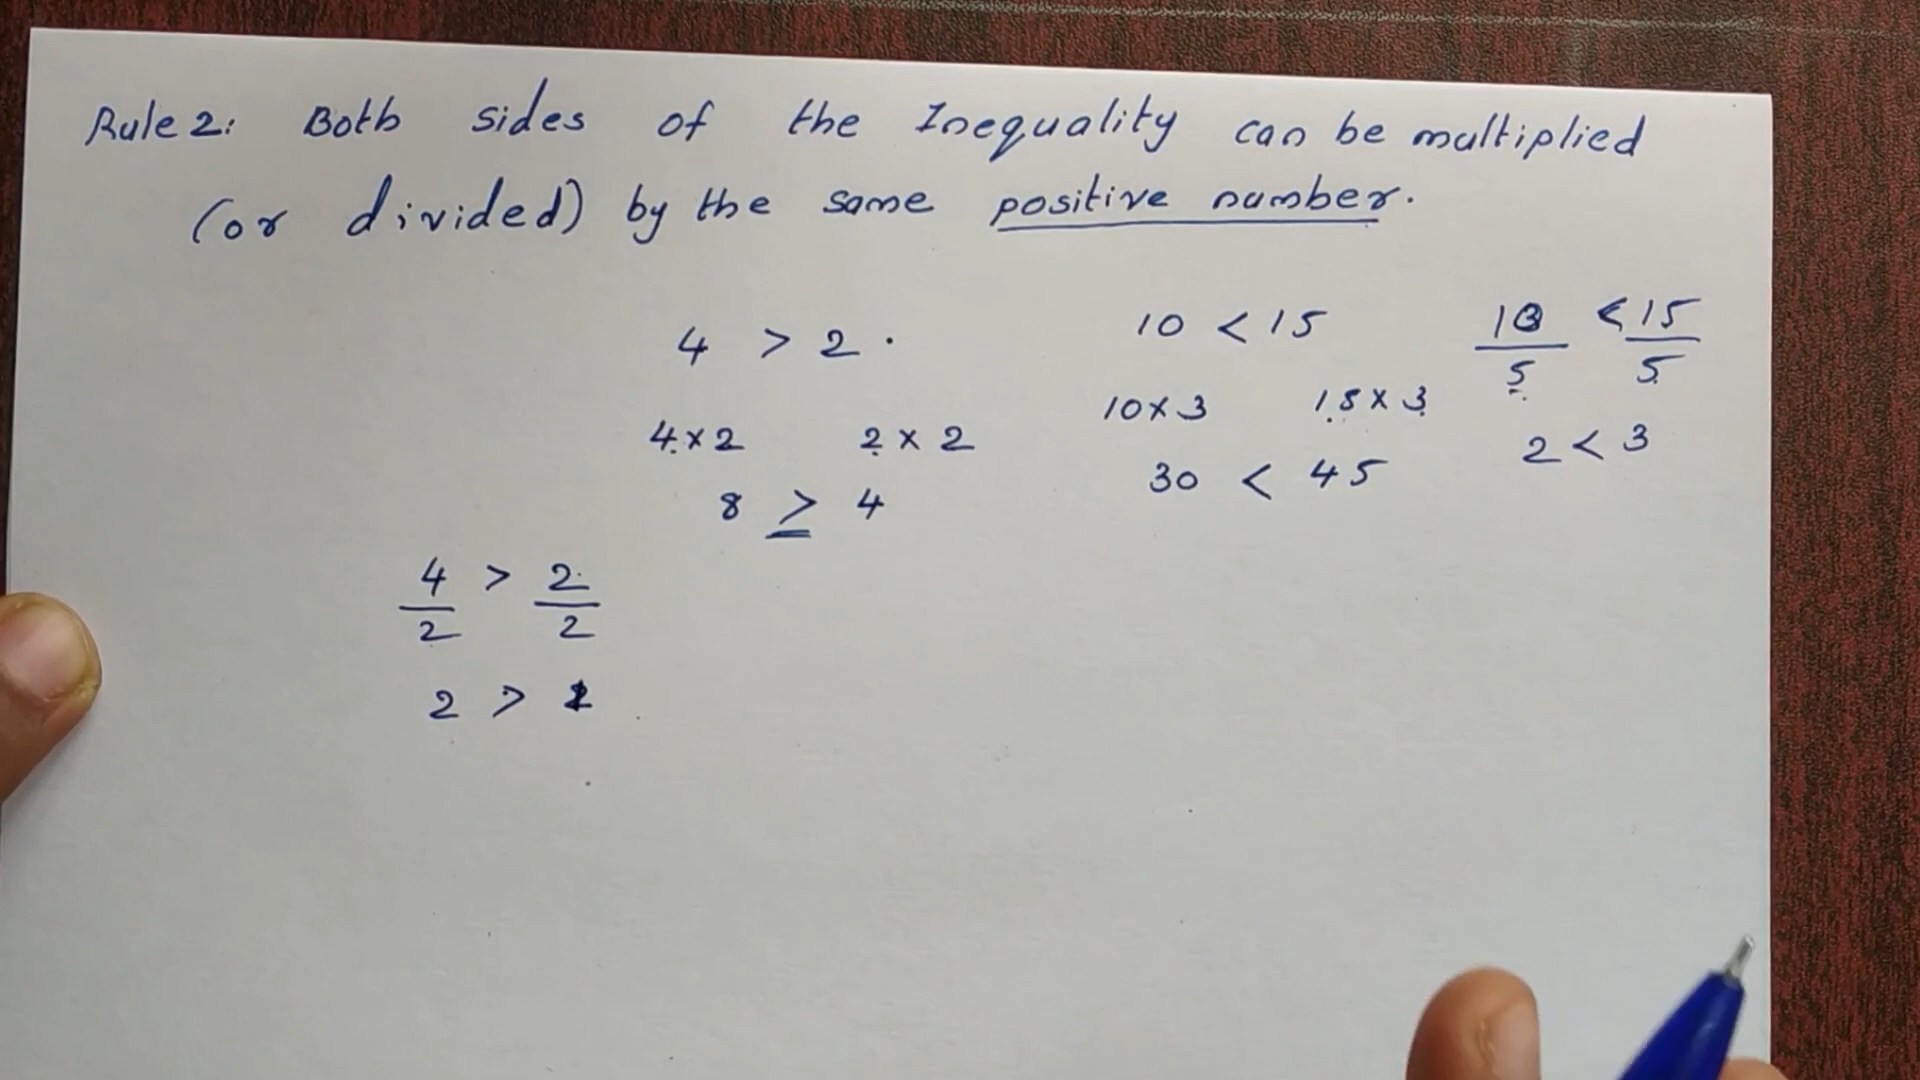 Rule 2: Both sides of the Inequality can be multiplied
(or divided) by the same positive number.
4 > 2
4 × 2 2 × 2
8 > 4
4/2 > 2/2
2 > 1
10 < 15
10 × 3 15 × 3
30 < 45
10/5 < 15/5
2 < 3